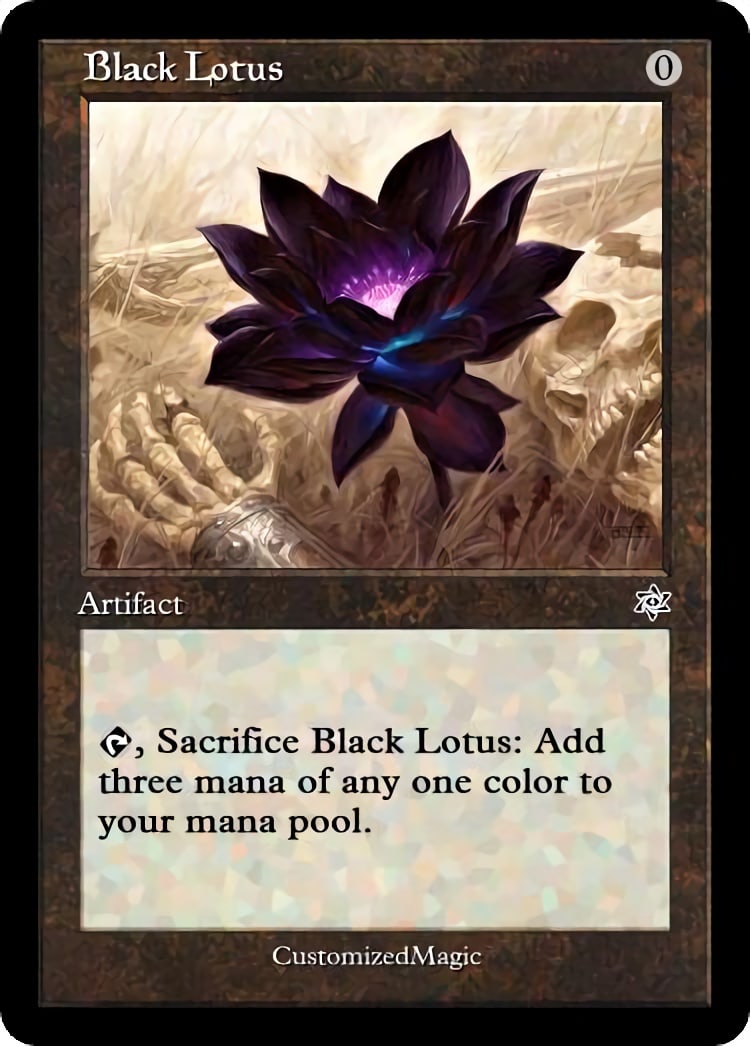 Black Lotus 0
Artifact
, Sacrifice Black Lotus: Add
three mana of any one color to
your mana pool.
CustomizedMagic